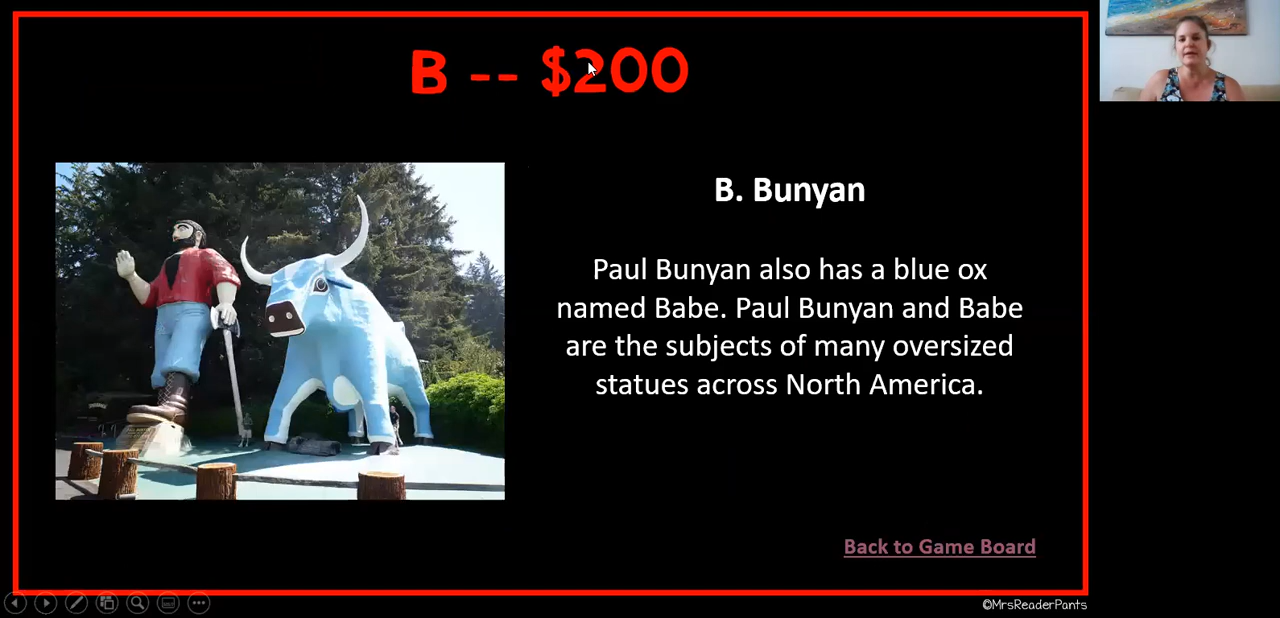 B -- $200
B. Bunyan
Paul Bunyan also has a blue ox
named Babe. Paul Bunyan and Babe
are the subjects of many oversized
statues across North America.
Back to Game Board
©MrsReaderPants